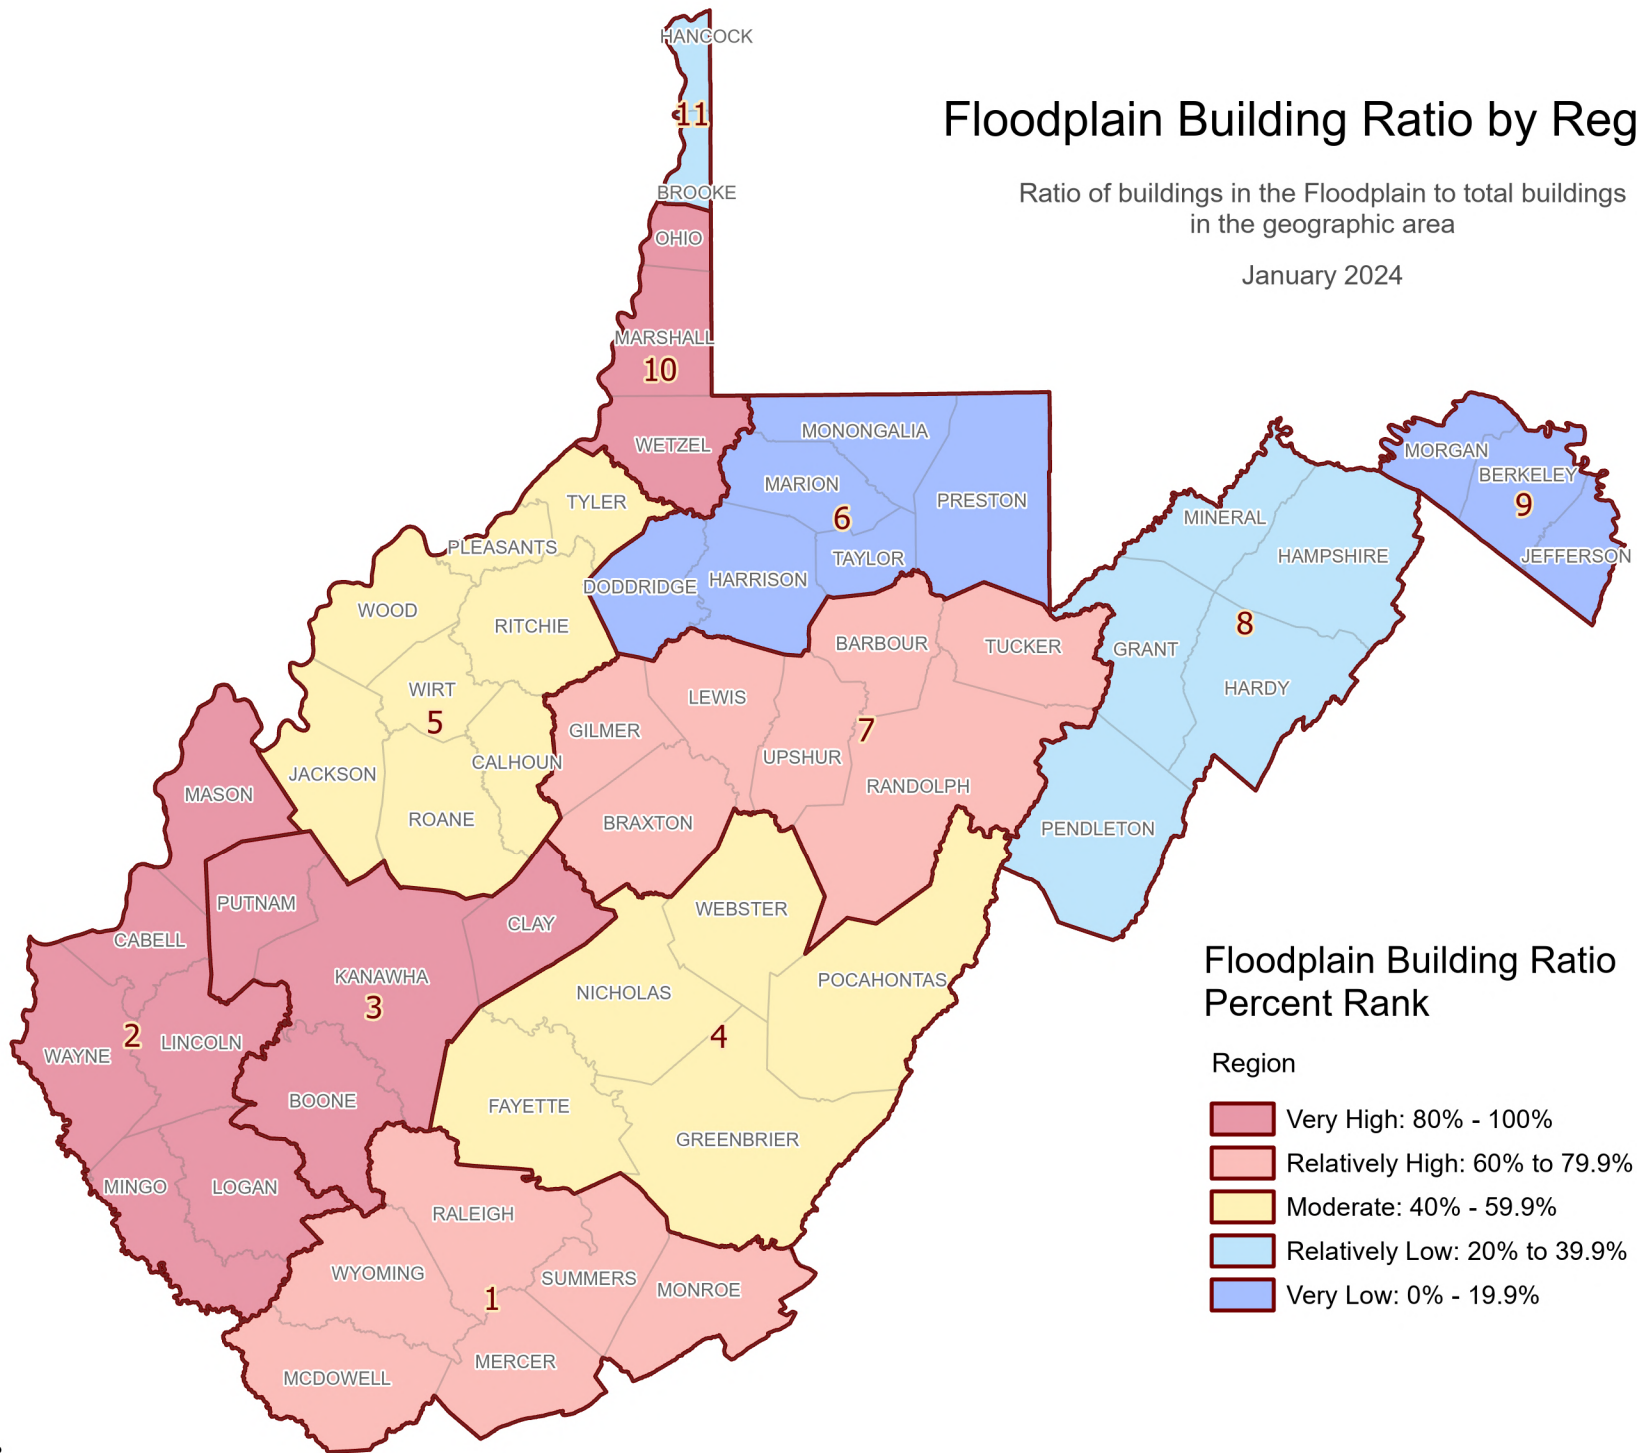 Floodplain Building Ratio by Reg
Ratio of buildings in the Floodplain to total buildings
in the geographic area
January 2024
HANCOCK
11
BROOKE
OHIO
MARSHALL
10
WETZEL
MONONGALIA
MARION
PRESTON
6
TAYLOR
HARRISON
DODDRIDGE
TYLER
PLEASANTS
WOOD
RITCHIE
WIRT
5
CALHOUN
JACKSON
ROANE
MORGAN
BERKELEY
9
JEFFERSON
MINERAL
HAMPSHIRE
8
GRANT
HARDY
PENDLETON
BARBOUR
TUCKER
LEWIS
GILMER
7
UPSHUR
RANDOLPH
BRAXTON
MASON
PUTNAM
CABELL
CLAY
KANAWHA
3
2
LINCOLN
WAYNE
BOONE
MINGO
LOGAN
WEBSTER
POCAHONTAS
NICHOLAS
4
FAYETTE
GREENBRIER
RALEIGH
WYOMING
SUMMERS
MONROE
1
MERCER
MCDOWELL
Floodplain Building Ratio
Percent Rank
Region
Very High: 80% - 100%
Relatively High: 60% to 79.9%
Moderate: 40% - 59.9%
Relatively Low: 20% to 39.9%
Very Low: 0% - 19.9%